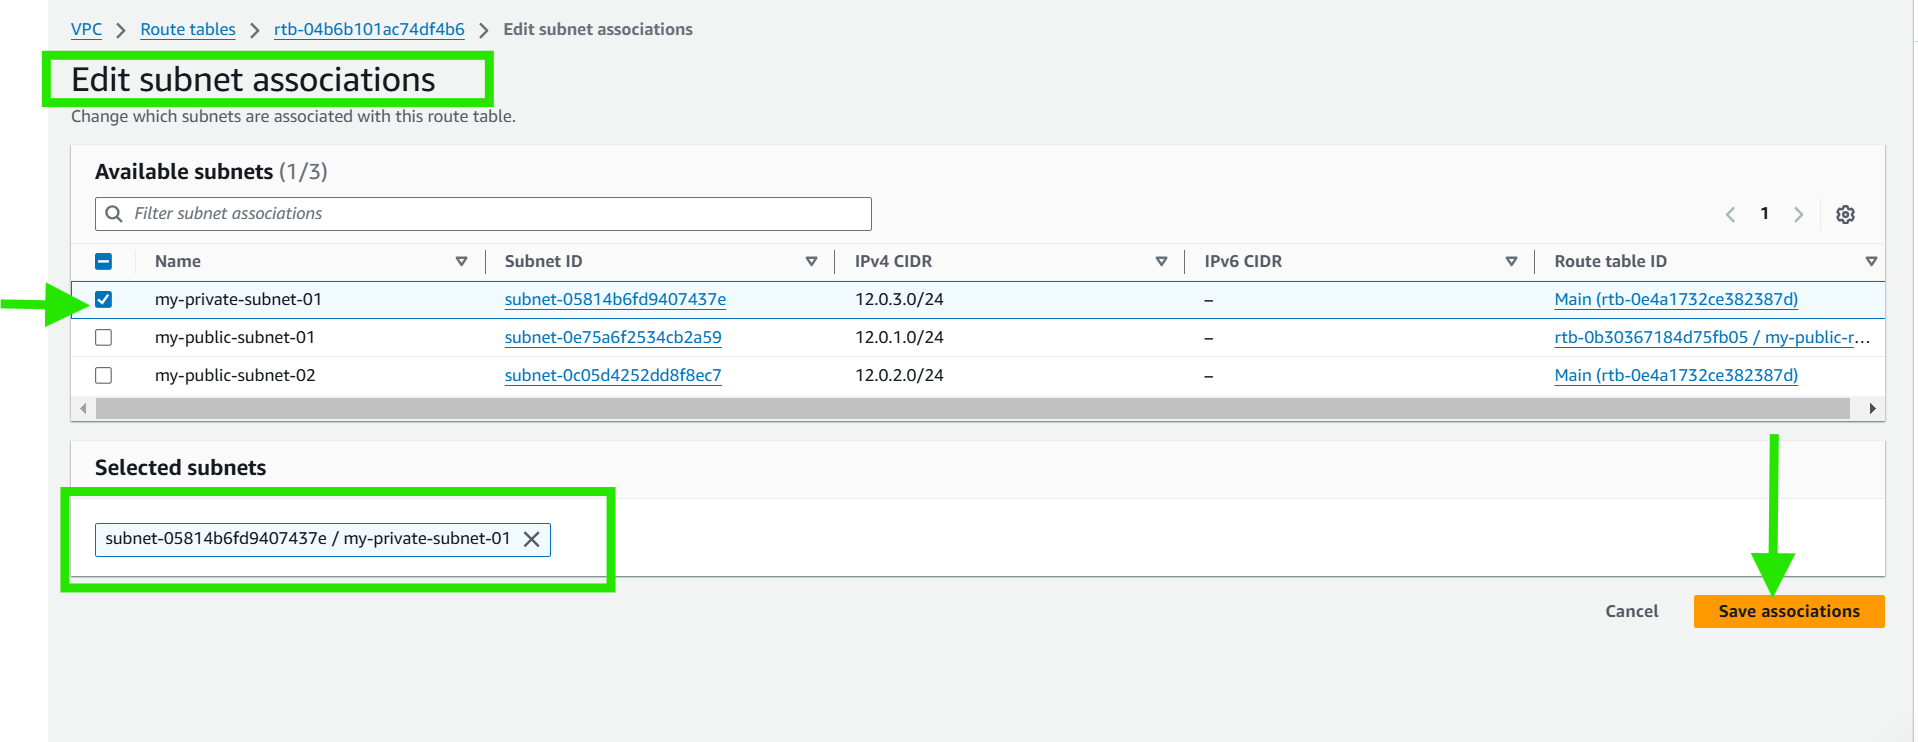 VPC > Route tables > rtb-04b6b101ac74df4b6 > Edit subnet associations
Edit subnet associations
Change which subnets are associated with this route table.
Available subnets (1/3)
Filter subnet associations
1
Name Subnet ID IPv4 CIDR IPv6 CIDR Route table ID
my-private-subnet-01 subnet-05814b6fd9407437e 12.0.3.0/24 – Main (rtb-0e4a1732ce382387d)
my-public-subnet-01 subnet-0e75a6f2534cb2a59 12.0.1.0/24 – rtb-0b30367184d75fb05 / my-public-r...
my-public-subnet-02 subnet-0c05d4252dd8f8ec7 12.0.2.0/24 – Main (rtb-0e4a1732ce382387d)
Selected subnets
subnet-05814b6fd9407437e / my-private-subnet-01
Cancel Save associations